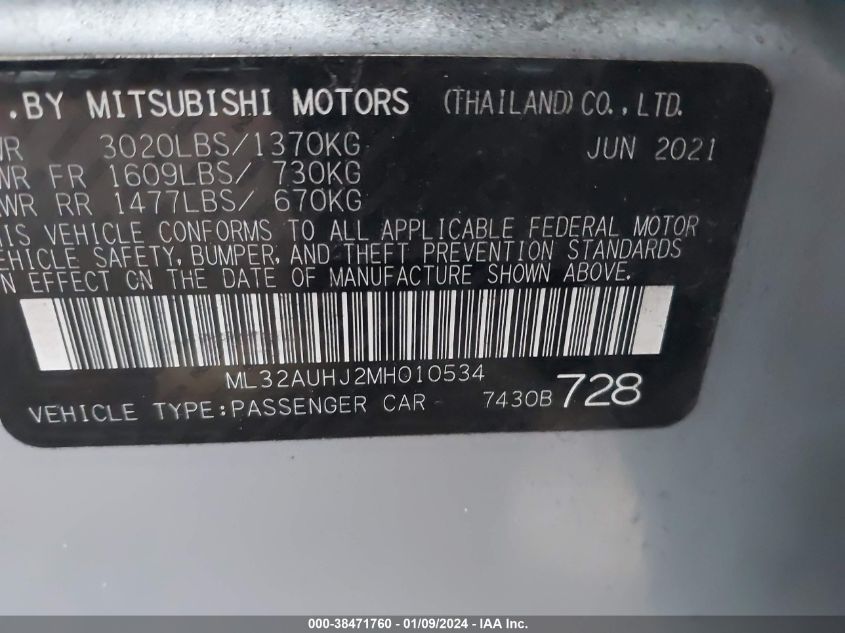 .BY MITSUBISHI MOTORS (THAILAND) CO., LTD.
WR 3020LBS/1370KG JUN 2021
WR FR 1609LBS/ 730KG
WR RR 1477LBS/ 670KG
IS VEHICLE CONFORMS TO ALL APPLICABLE FEDERAL MOTOR
EHICLE SAFETY, BUMPER, AND THEFT PREVENTION STANDARDS
N EFFECT ON THE DATE OF MANUFACTURE SHOWN ABOVE.
ML32AUHJ2MH010534
VEHICLE TYPE:PASSENGER CAR 7430B 728
000-38471760 - 01/09/2024 - IAA Inc.